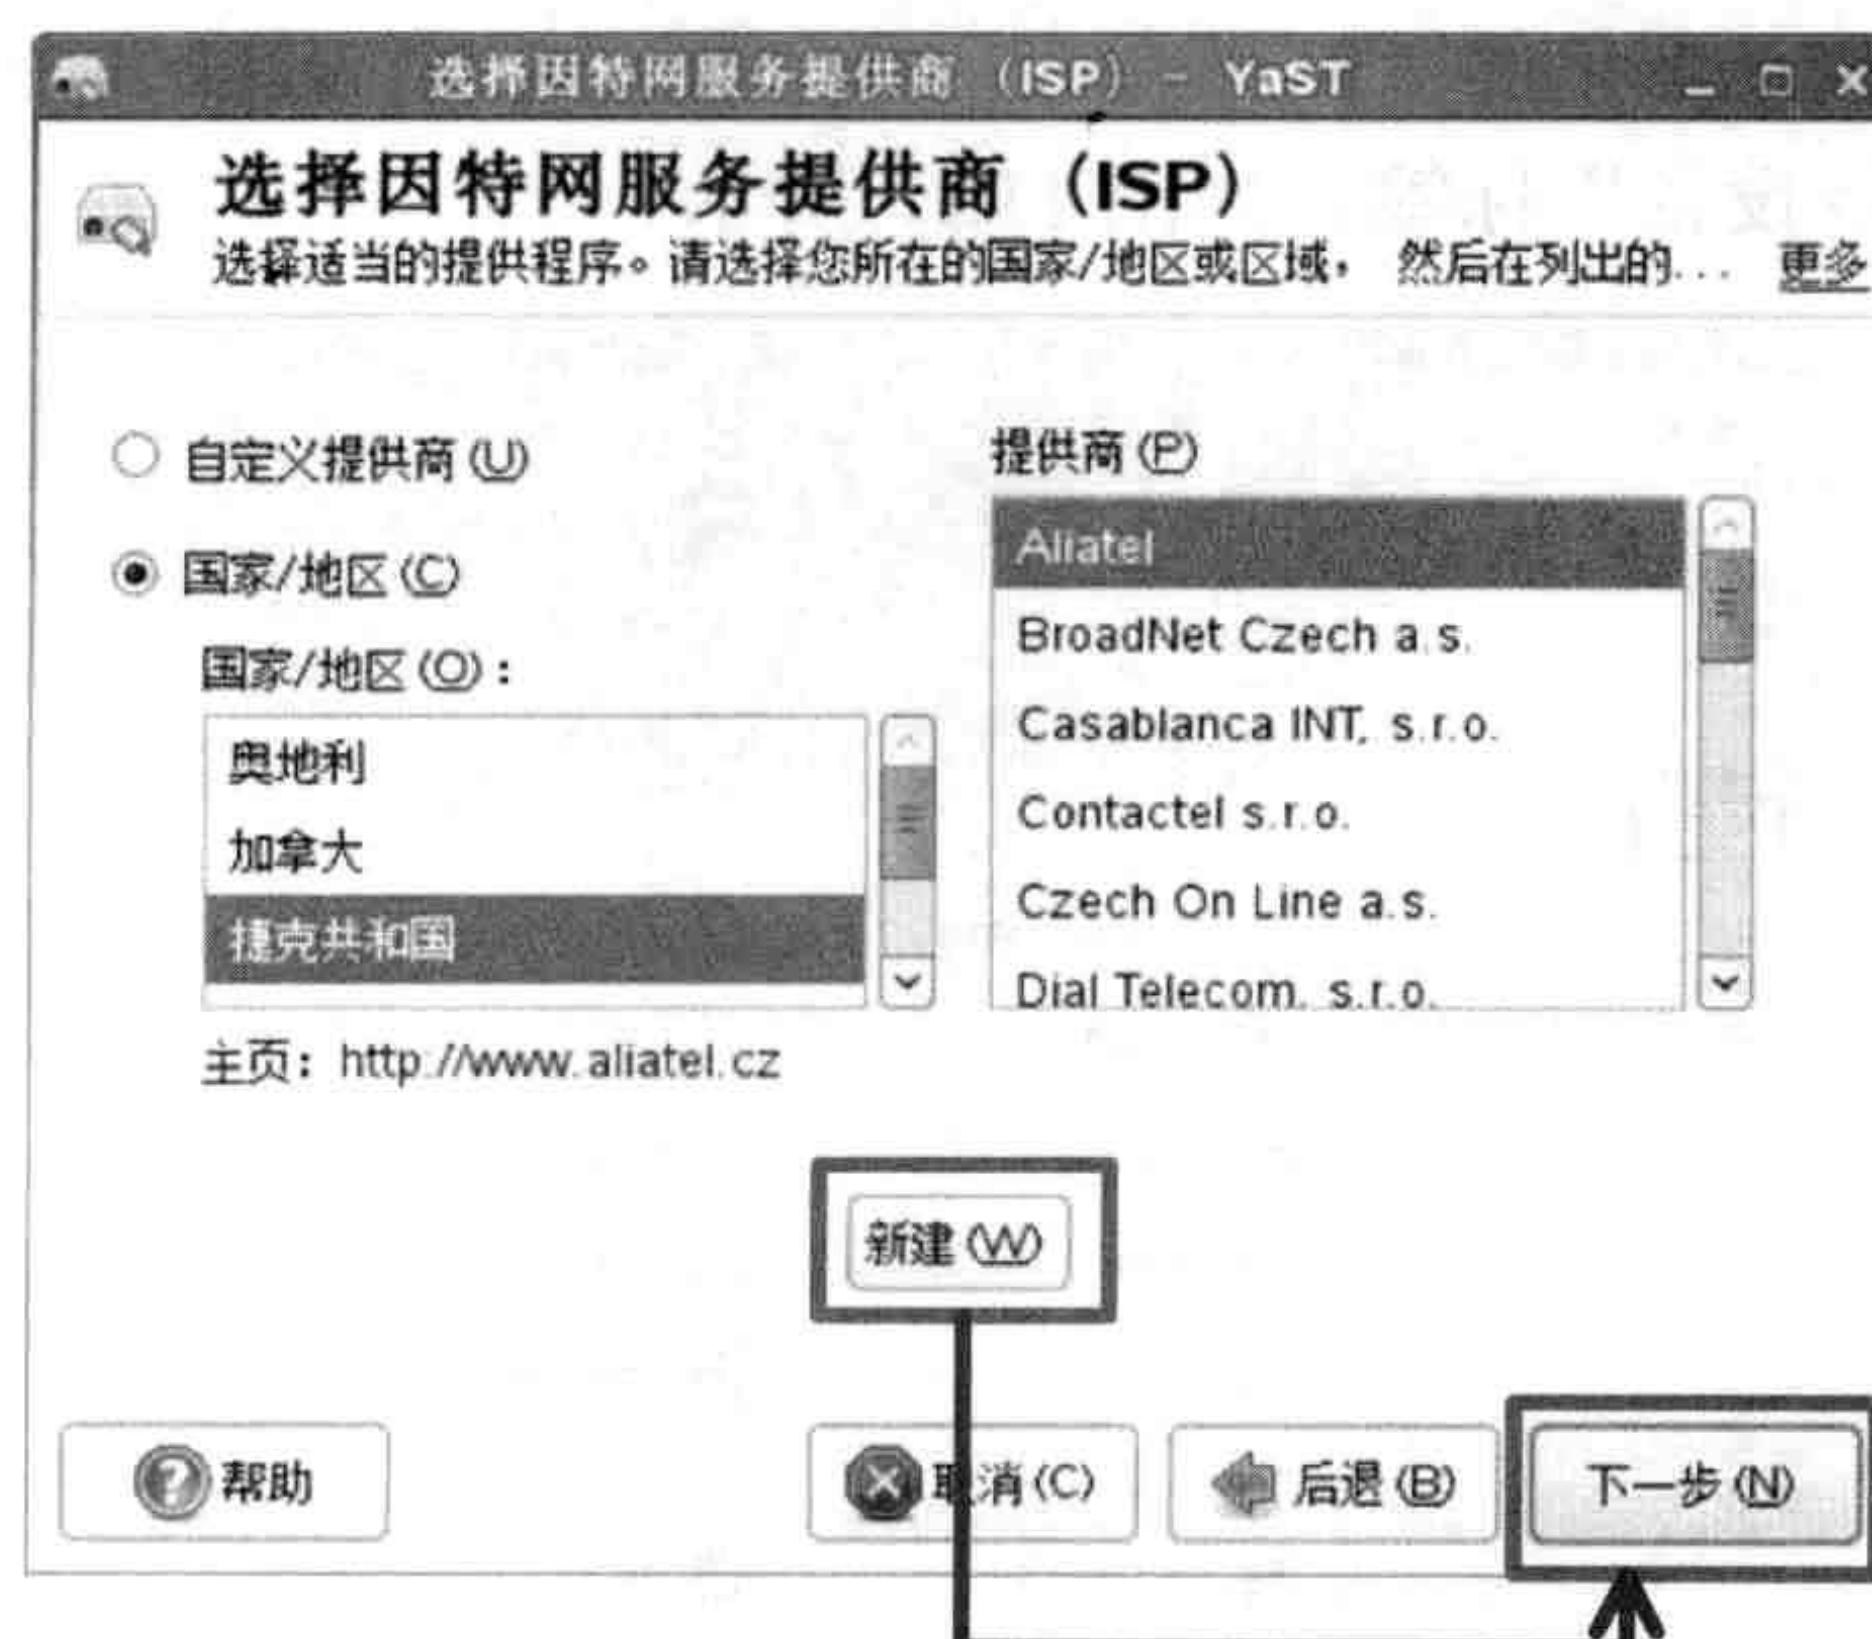 选择因特网服务提供商 (ISP) - YaST
选择因特网服务提供商 (ISP)
选择适当的提供程序。请选择您所在的国家/地区或区域， 然后在列出的... 更多
自定义提供商(U)
国家/地区(C)
国家/地区(O)：
奥地利
加拿大
捷克共和国
提供商(P)
Aliatel
BroadNet Czech a.s.
Casablanca INT, s.r.o.
Contactel s.r.o.
Czech On Line a.s.
Dial Telecom, s.r.o.
主页：http://www.aliatel.cz
新建(W)
帮助
取消(C)
后退(B)
下一步(N)